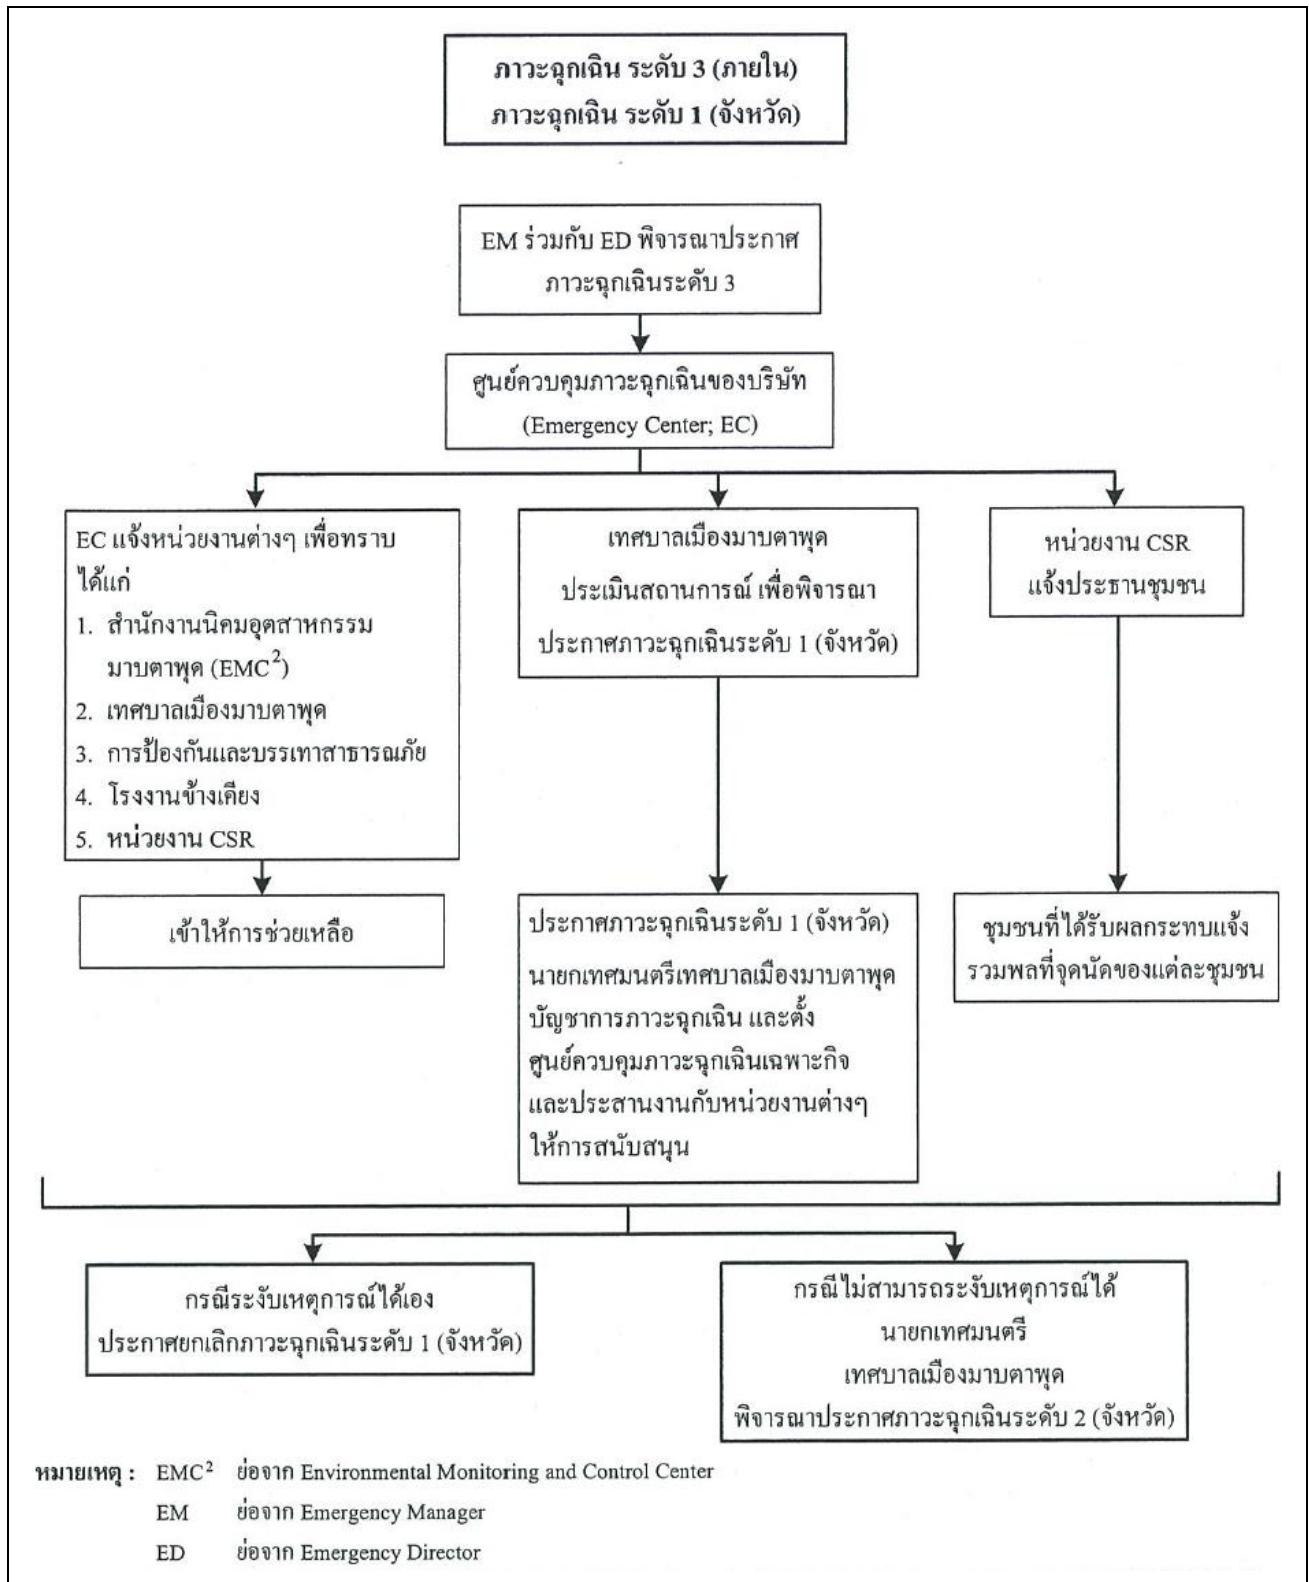 ภาวะฉุกเฉิน ระดับ 3 (ภายใน)
ภาวะฉุกเฉิน ระดับ 1 (จังหวัด)
EM ร่วมกับ ED พิจารณาประกาศ
ภาวะฉุกเฉินระดับ 3
ศูนย์ควบคุมภาวะฉุกเฉินของบริษัท
(Emergency Center; EC)
EC แจ้งหน่วยงานต่างๆ เพื่อทราบ
ได้แก่
1. สำนักงานนิคมอุตสาหกรรม
มาบตาพุด (EMC²)
2. เทศบาลเมืองมาบตาพุด
3. การป้องกันและบรรเทาสาธารณภัย
4. โรงงานข้างเคียง
5. หน่วยงาน CSR
เข้าให้การช่วยเหลือ
เทศบาลเมืองมาบตาพุด
ประเมินสถานการณ์ เพื่อพิจารณา
ประกาศภาวะฉุกเฉินระดับ 1 (จังหวัด)
ประกาศภาวะฉุกเฉินระดับ 1 (จังหวัด)
นายกเทศมนตรีเทศบาลเมืองมาบตาพุด
บัญชาการภาวะฉุกเฉิน และตั้ง
ศูนย์ควบคุมภาวะฉุกเฉินเฉพาะกิจ
และประสานงานกับหน่วยงานต่างๆ
ให้การสนับสนุน
หน่วยงาน CSR
แจ้งประธานชุมชน
ชุมชนที่ได้รับผลกระทบแจ้ง
รวมพลที่จุดนัดของแต่ละชุมชน
กรณีระงับเหตุการณ์ได้เอง
ประกาศยกเลิกภาวะฉุกเฉินระดับ 1 (จังหวัด)
กรณีไม่สามารถระงับเหตุการณ์ได้
นายกเทศมนตรี
เทศบาลเมืองมาบตาพุด
พิจารณาประกาศภาวะฉุกเฉินระดับ 2 (จังหวัด)
หมายเหตุ : EMC² ย่อจาก Environmental Monitoring and Control Center
EM ย่อจาก Emergency Manager
ED ย่อจาก Emergency Director